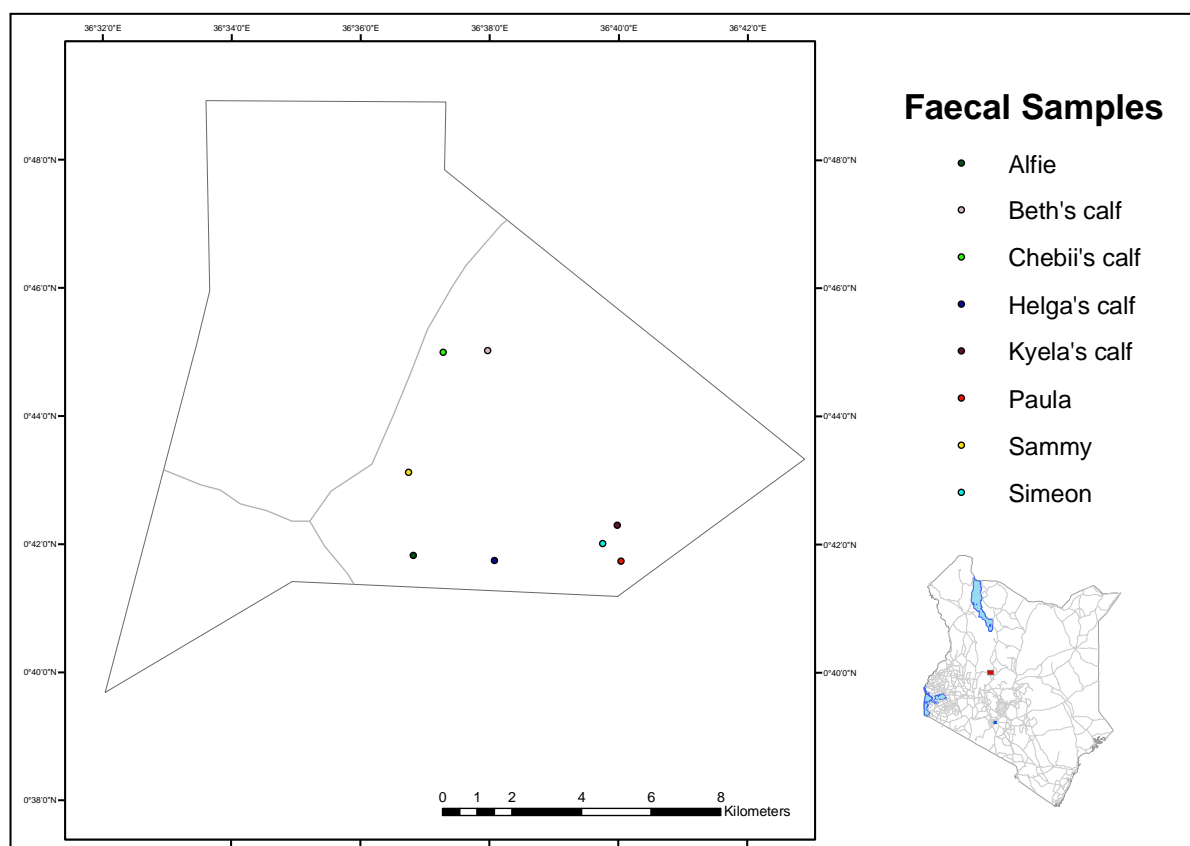 36°32'0"E 36°34'0"E 36°36'0"E 36°38'0"E 36°40'0"E 36°42'0"E
0°48'0"N 0°48'0"N
0°46'0"N 0°46'0"N
0°44'0"N 0°44'0"N
0°42'0"N 0°42'0"N
0°40'0"N 0°40'0"N
0°38'0"N
0 1 2 4 6 8
Kilometers
Faecal Samples
Alfie
Beth's calf
Chebii's calf
Helga's calf
Kyela's calf
Paula
Sammy
Simeon